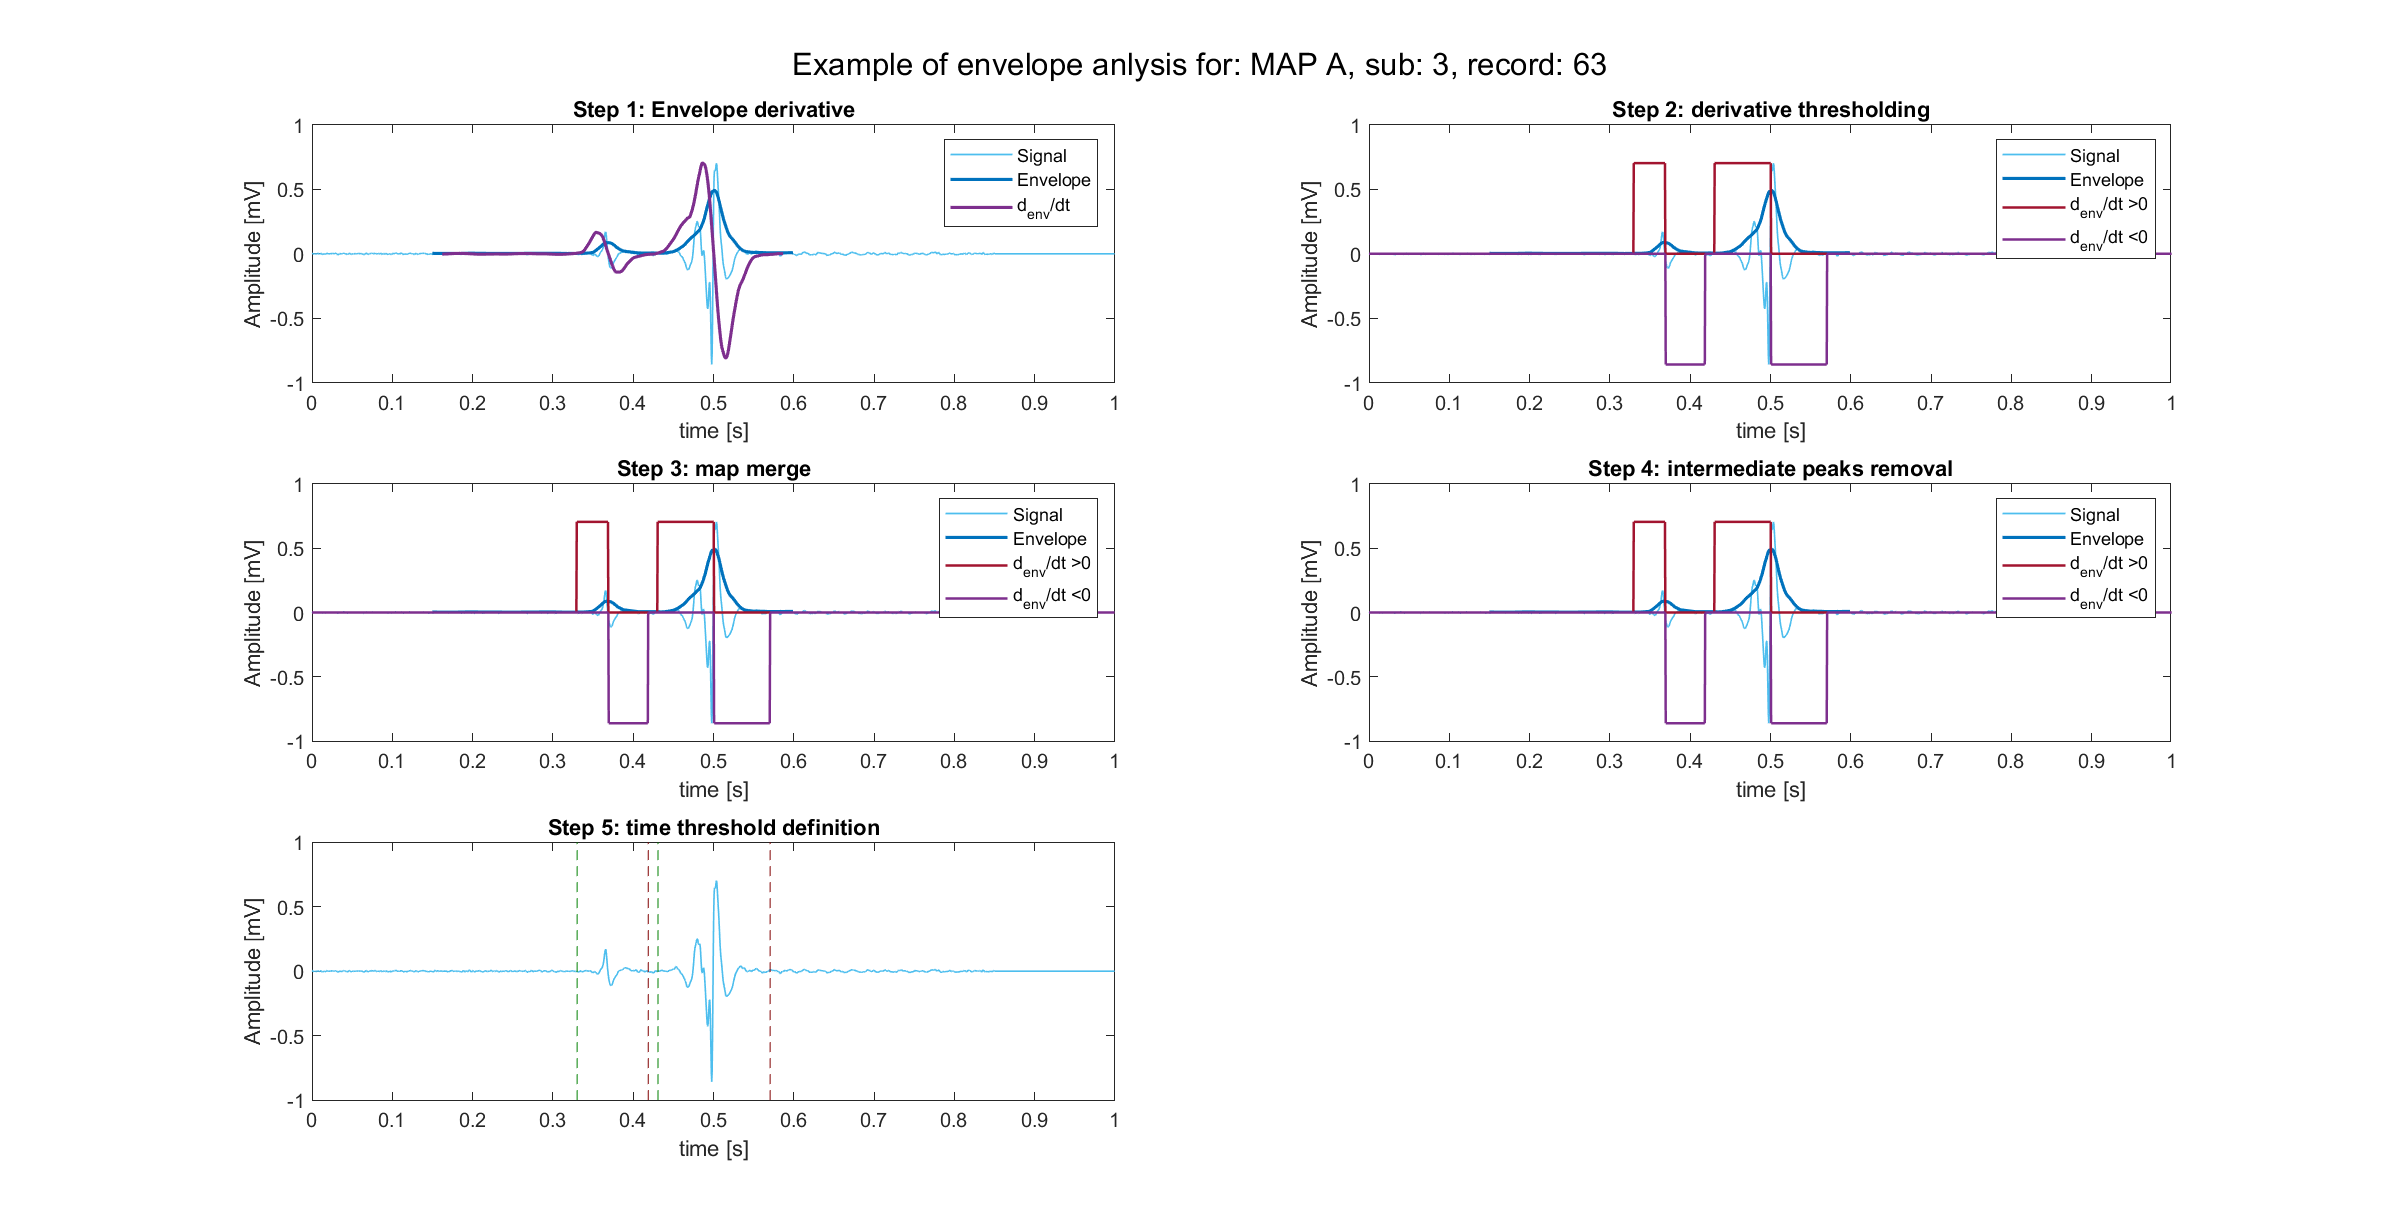 Example of envelope anlysis for: MAP A, sub: 3, record: 63
Step 1: Envelope derivative
Amplitude [mV]
1
0.5
0
-0.5
-1
Signal
Envelope
d_env/dt
0 0.1 0.2 0.3 0.4 0.5 0.6 0.7 0.8 0.9 1
time [s]
Step 2: derivative thresholding
Amplitude [mV]
1
0.5
0
-0.5
-1
Signal
Envelope
d_env/dt >0
d_env/dt <0
0 0.1 0.2 0.3 0.4 0.5 0.6 0.7 0.8 0.9 1
time [s]
Step 3: map merge
Amplitude [mV]
1
0.5
0
-0.5
-1
Signal
Envelope
d_env/dt >0
d_env/dt <0
0 0.1 0.2 0.3 0.4 0.5 0.6 0.7 0.8 0.9 1
time [s]
Step 4: intermediate peaks removal
Amplitude [mV]
1
0.5
0
-0.5
-1
Signal
Envelope
d_env/dt >0
d_env/dt <0
0 0.1 0.2 0.3 0.4 0.5 0.6 0.7 0.8 0.9 1
time [s]
Step 5: time threshold definition
Amplitude [mV]
1
0.5
0
-0.5
-1
0 0.1 0.2 0.3 0.4 0.5 0.6 0.7 0.8 0.9 1
time [s]